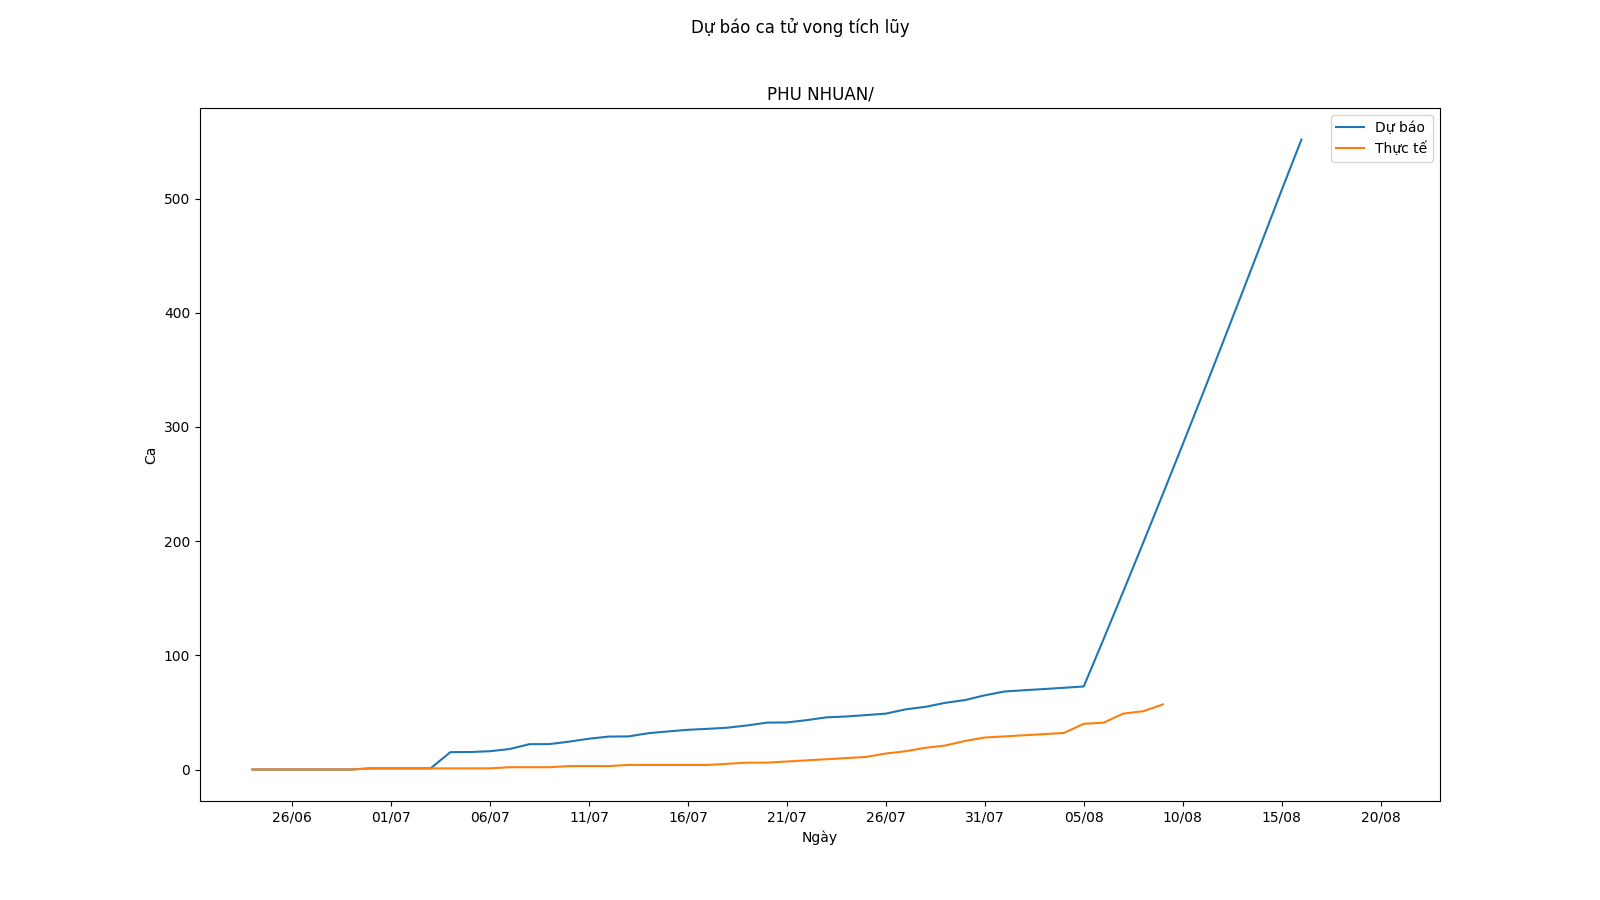 Dự báo ca tử vong tích lũy
PHU NHUAN/
Dự báo
Thực tế
500
400
300
200
100
0
Ca
26/06 01/07 06/07 11/07 16/07 21/07 26/07 31/07 05/08 10/08 15/08 20/08
Ngày